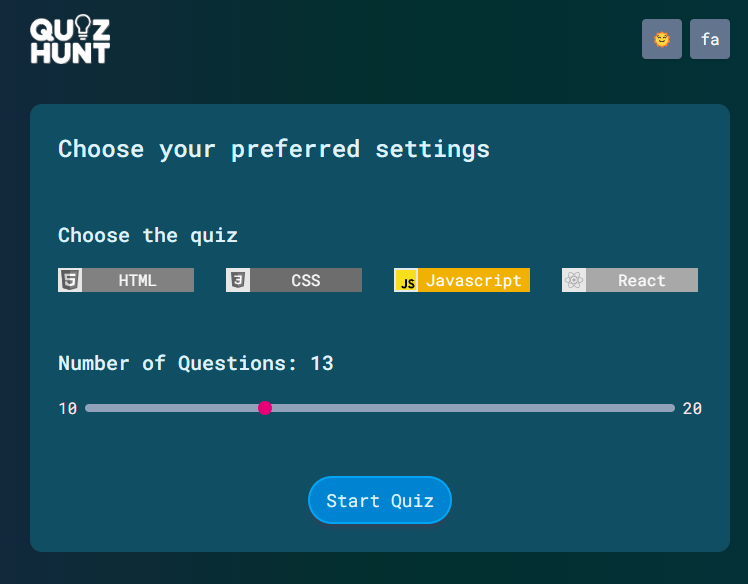 QUIZ
HUNT
fa
Choose your preferred settings
Choose the quiz
5 HTML
3 CSS
JS Javascript
React
Number of Questions: 13
10 20
Start Quiz